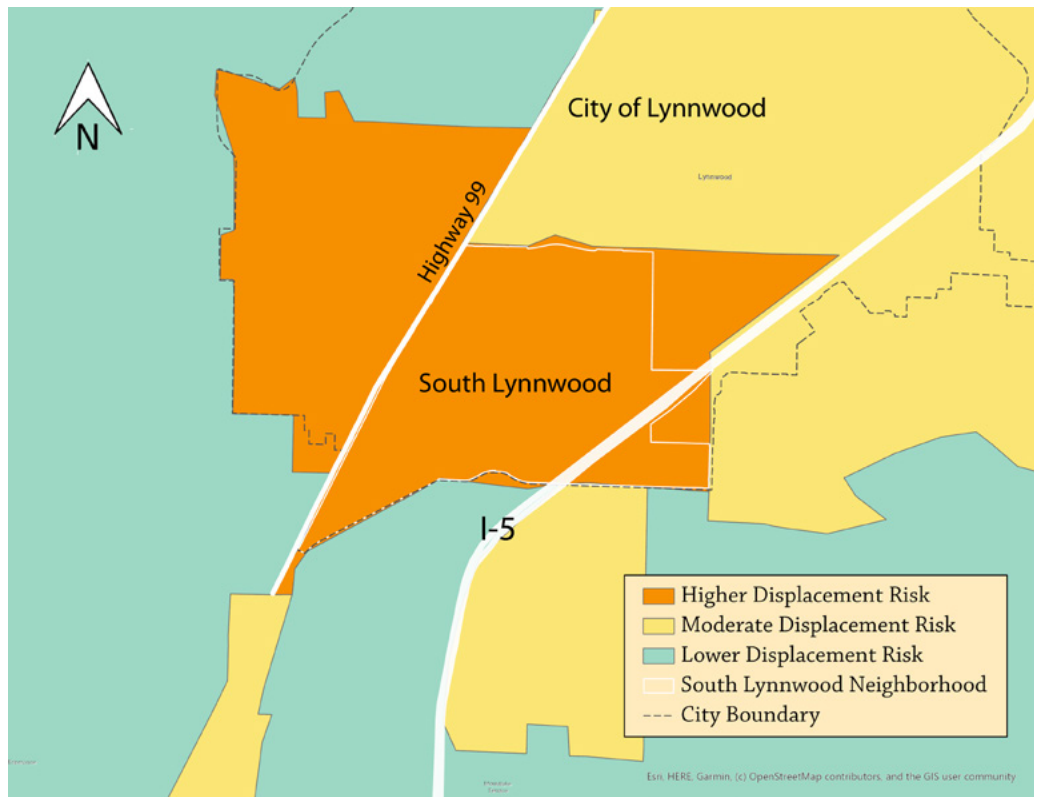 City of Lynnwood
Lynnwood
N
Highway 99
South Lynnwood
I-5
Higher Displacement Risk
Moderate Displacement Risk
Lower Displacement Risk
South Lynnwood Neighborhood
City Boundary
Esri, HERE, Garmin, (c) OpenStreetMap contributors, and the GIS user community